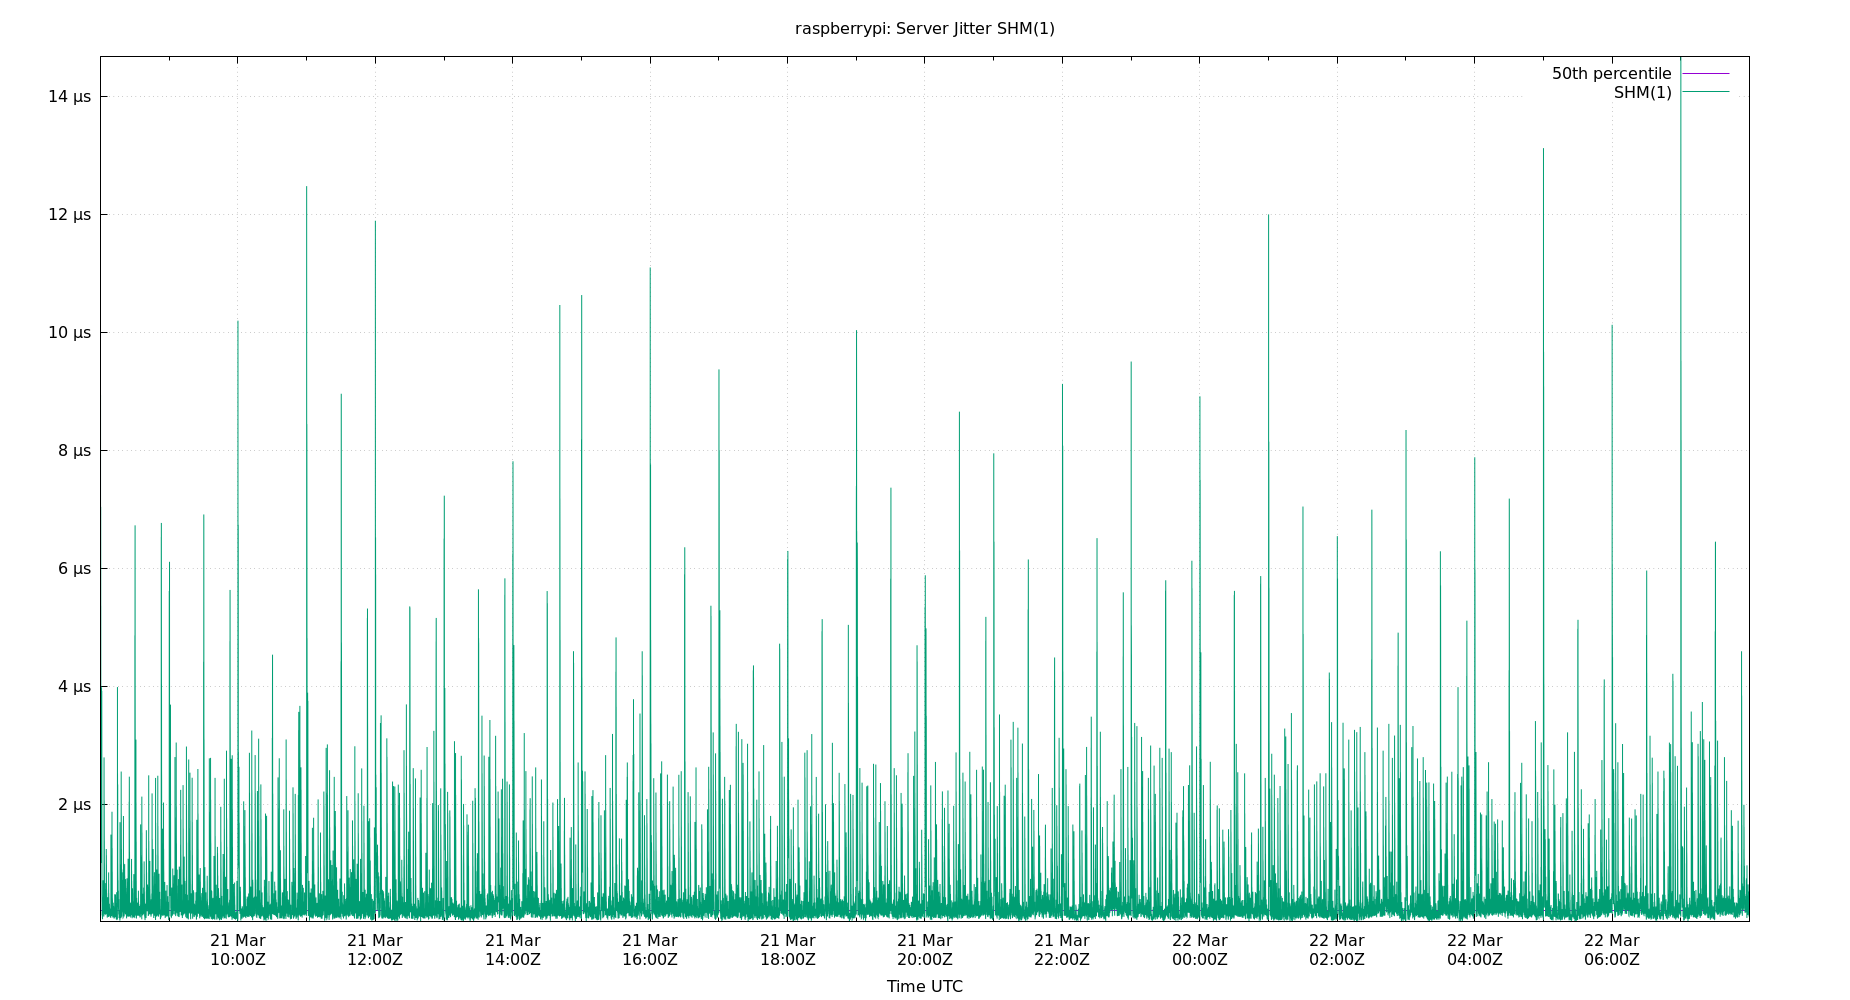 raspberrypi: Server Jitter SHM(1)
50th percentile
SHM(1)
14 µs
12 µs
10 µs
8 µs
6 µs
4 µs
2 µs
21 Mar 21 Mar 21 Mar 21 Mar 21 Mar 21 Mar 21 Mar 22 Mar 22 Mar 22 Mar 22 Mar
10:00Z 12:00Z 14:00Z 16:00Z 18:00Z 20:00Z 22:00Z 00:00Z 02:00Z 04:00Z 06:00Z
Time UTC